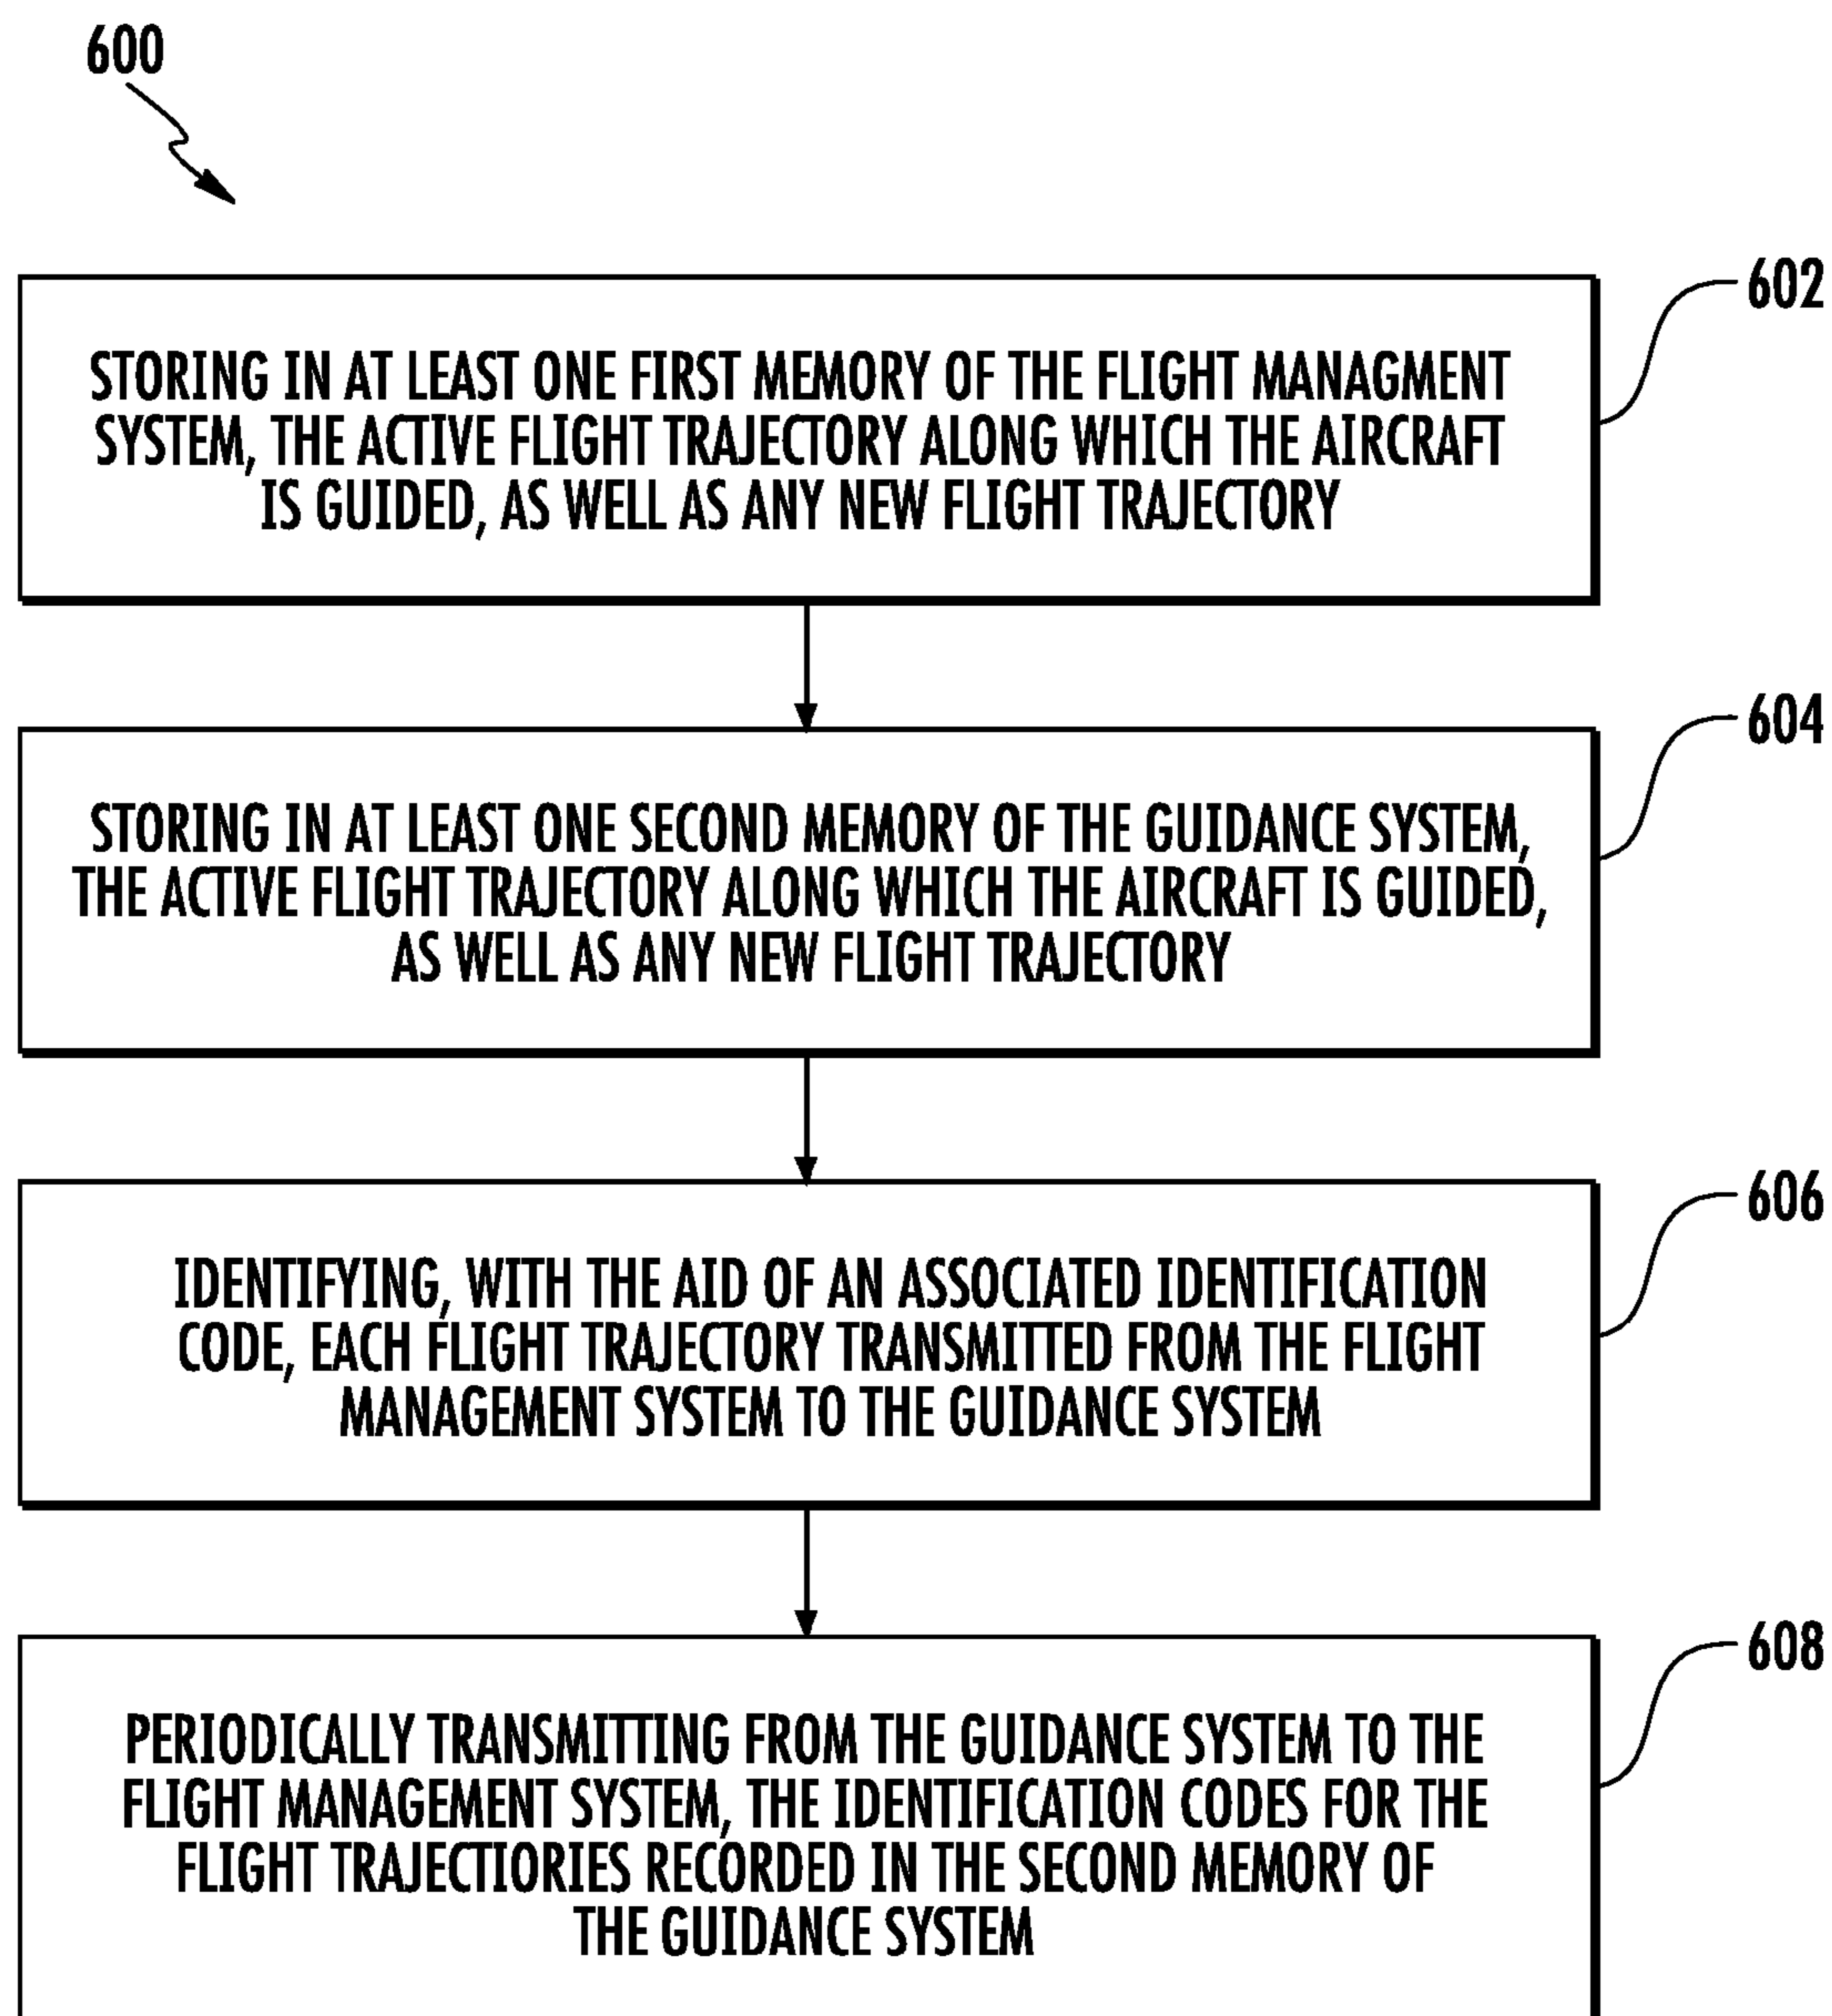 600
602
STORING IN AT LEAST ONE FIRST MEMORY OF THE FLIGHT MANAGMENT
SYSTEM, THE ACTIVE FLIGHT TRAJECTORY ALONG WHICH THE AIRCRAFT
IS GUIDED, AS WELL AS ANY NEW FLIGHT TRAJECTORY
604
STORING IN AT LEAST ONE SECOND MEMORY OF THE GUIDANCE SYSTEM,
THE ACTIVE FLIGHT TRAJECTORY ALONG WHICH THE AIRCRAFT IS GUIDED,
AS WELL AS ANY NEW FLIGHT TRAJECTORY
606
IDENTIFYING, WITH THE AID OF AN ASSOCIATED IDENTIFICATION
CODE, EACH FLIGHT TRAJECTORY TRANSMITTED FROM THE FLIGHT
MANAGEMENT SYSTEM TO THE GUIDANCE SYSTEM
608
PERIODICALLY TRANSMITTING FROM THE GUIDANCE SYSTEM TO THE
FLIGHT MANAGEMENT SYSTEM, THE IDENTIFICATION CODES FOR THE
FLIGHT TRAJECTIORIES RECORDED IN THE SECOND MEMORY OF
THE GUIDANCE SYSTEM